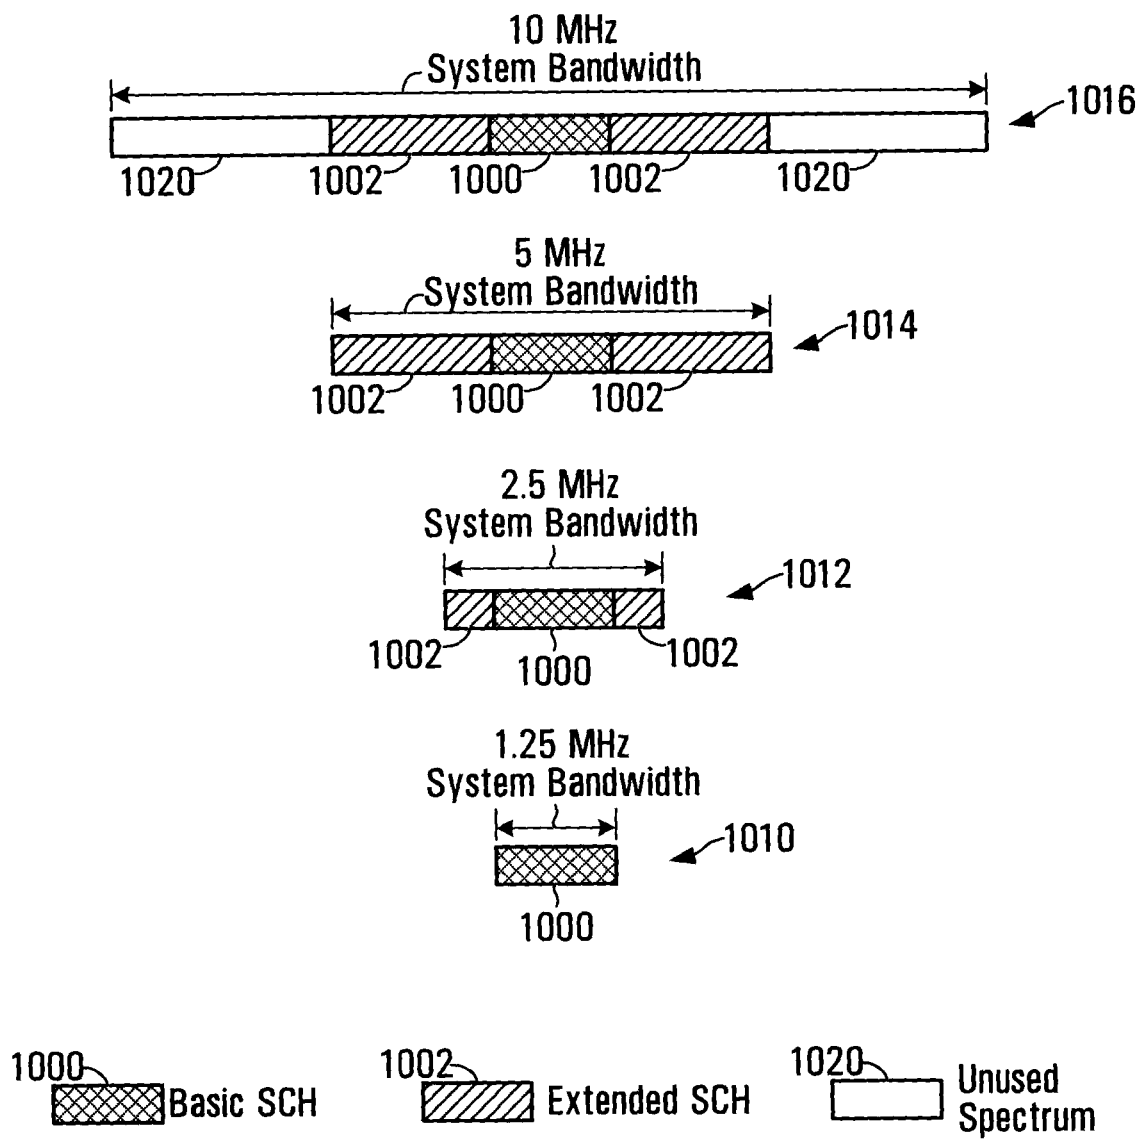 10 MHz
System Bandwidth
1016
1020 1002 1000 1002 1020
5 MHz
System Bandwidth
1014
1002 1000 1002
2.5 MHz
System Bandwidth
1012
1002 1000 1002
1.25 MHz
System Bandwidth
1010
1000
1000 Basic SCH
1002 Extended SCH
1020 Unused
Spectrum